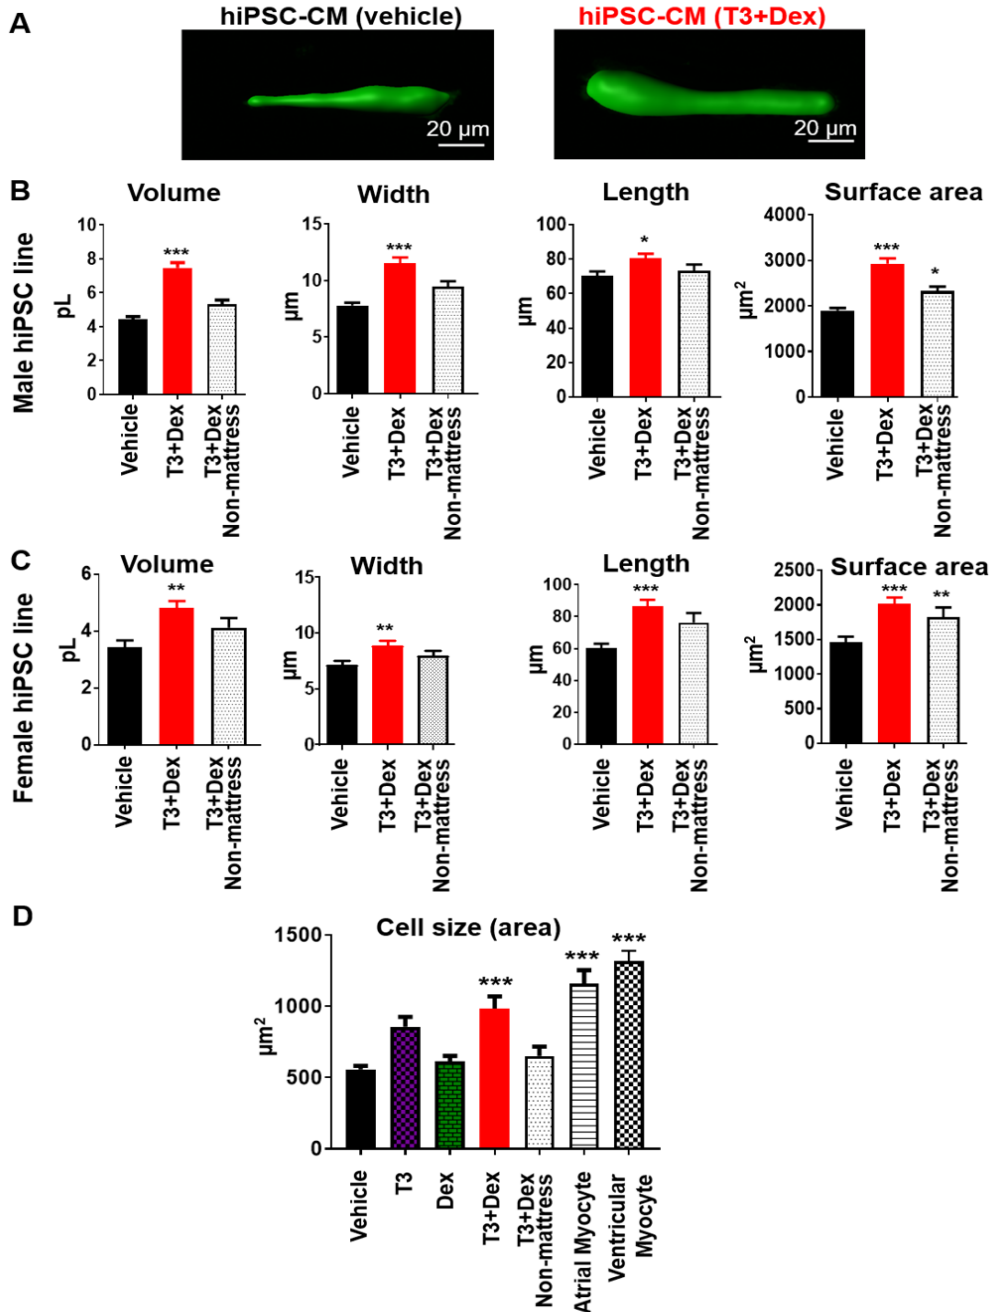 A
hiPSC-CM (vehicle)
hiPSC-CM (T3+Dex)
20 µm
20 µm
B
Male hiPSC line
Volume
pL
10
8
6
4
2
0
***
Vehicle
T3+Dex
T3+Dex
Non-mattress
Width
µm
15
10
5
0
***
Vehicle
T3+Dex
T3+Dex
Non-mattress
Length
µm
100
80
60
40
20
0
*
Vehicle
T3+Dex
T3+Dex
Non-mattress
Surface area
µm²
4000
3000
2000
1000
0
***
*
Vehicle
T3+Dex
T3+Dex
Non-mattress
C
Female hiPSC line
Volume
pL
6
4
2
0
**
Vehicle
T3+Dex
T3+Dex
Non-mattress
Width
µm
15
10
5
0
**
Vehicle
T3+Dex
T3+Dex
Non-mattress
Length
µm
100
80
60
40
20
0
***
Vehicle
T3+Dex
T3+Dex
Non-mattress
Surface area
µm²
2500
2000
1500
1000
500
0
***
**
Vehicle
T3+Dex
T3+Dex
Non-mattress
D
Cell size (area)
µm²
1500
1000
500
0
***
***
***
Vehicle
T3
Dex
T3+Dex
T3+Dex
Non-mattress
Atrial Myocyte
Ventricular
Myocyte